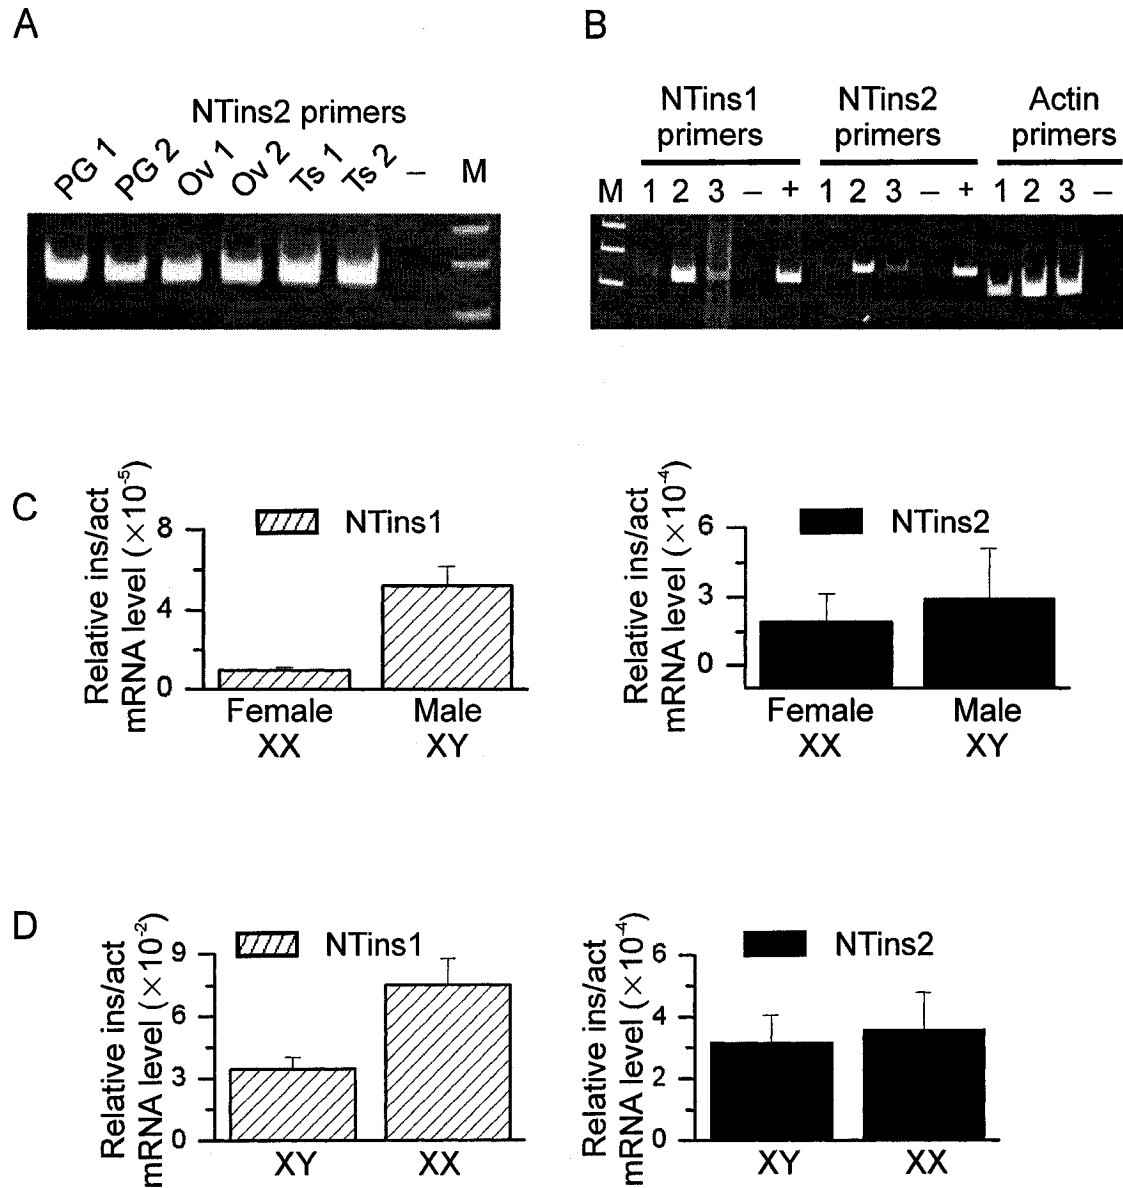 A
NTins2 primers
PG 1 PG 2 Ov 1 Ov 2 Ts 1 Ts 2 – M
B
NTins1 primers
NTins2 primers
Actin primers
M 1 2 3 – + 1 2 3 – + 1 2 3 –
C
Relative ins/act
mRNA level (×10⁻⁵)
8
4
0
NTins1
Female
XX
Male
XY
Relative ins/act
mRNA level (×10⁻⁴)
6
3
0
NTins2
Female
XX
Male
XY
D
Relative ins/act
mRNA level (×10⁻²)
9
6
3
0
NTins1
XY
XX
Relative ins/act
mRNA level (×10⁻⁴)
6
4
2
0
NTins2
XY
XX